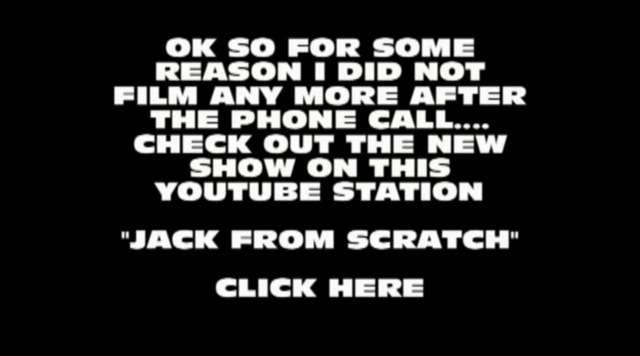 OK SO FOR SOME
REASON I DID NOT
FILM ANY MORE AFTER
THE PHONE CALL....
CHECK OUT THE NEW
SHOW ON THIS
YOUTUBE STATION
"JACK FROM SCRATCH"
CLICK HERE